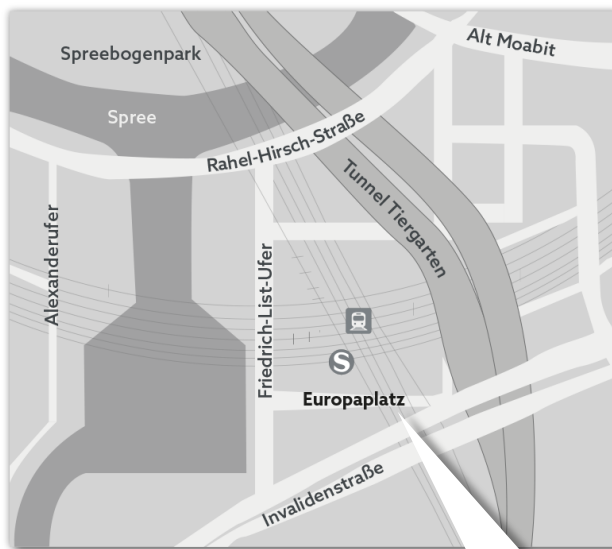 Alt Moabit
Spreebogenpark
Spree
Rahel-Hirsch-Straße
Tunnel Tiergarten
Alexanderufer
Friedrich-List-Ufer
S
Europaplatz
Invalidenstraße